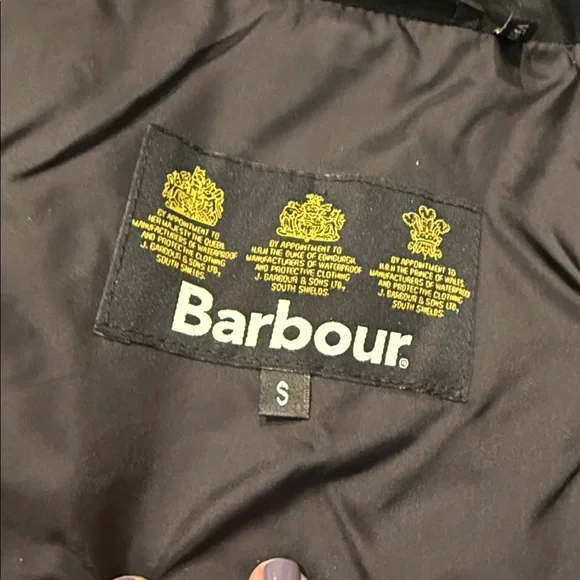 BY APPOINTMENT TO
HER MAJESTY THE QUEEN
MANUFACTURERS OF WATERPROOF
AND PROTECTIVE CLOTHING
J. BARBOUR & SONS LTD,
SOUTH SHIELDS
BY APPOINTMENT TO
H.R.H. THE DUKE OF EDINBURGH
MANUFACTURERS OF WATERPROOF
AND PROTECTIVE CLOTHING
J. BARBOUR & SONS LTD,
SOUTH SHIELDS.
BY APPOINTMENT TO
H.R.H. THE PRINCE OF WALES
MANUFACTURERS OF WATERPROOF
AND PROTECTIVE CLOTHING
J. BARBOUR & SONS LTD,
SOUTH SHIELDS.
Barbour®
S